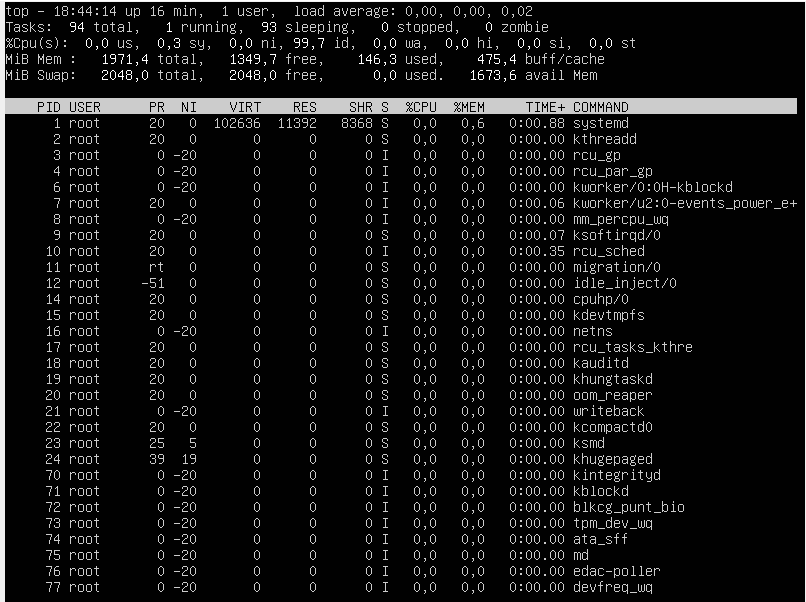 top - 18:44:14 up 16 min,  1 user,  load average: 0,00, 0,00, 0,02
Tasks:  94 total,   1 running,  93 sleeping,   0 stopped,   0 zombie
%Cpu(s):  0,0 us,  0,3 sy,  0,0 ni, 99,7 id,  0,0 wa,  0,0 hi,  0,0 si,  0,0 st
MiB Mem :   1971,4 total,   1349,7 free,    146,3 used,    475,4 buff/cache
MiB Swap:   2048,0 total,   2048,0 free,      0,0 used.   1673,6 avail Mem
PID USER      PR  NI    VIRT    RES    SHR S  %CPU  %MEM     TIME+ COMMAND
1 root      20   0  102636  11392   8368 S   0,0   0,6   0:00.88 systemd
2 root      20   0       0      0      0 S   0,0   0,0   0:00.00 kthreadd
3 root       0 -20       0      0      0 I   0,0   0,0   0:00.00 rcu_gp
4 root       0 -20       0      0      0 I   0,0   0,0   0:00.00 rcu_par_gp
6 root       0 -20       0      0      0 I   0,0   0,0   0:00.00 kworker/0:0H-kblockd
7 root      20   0       0      0      0 I   0,0   0,0   0:00.06 kworker/u2:0-events_power_e+
8 root       0 -20       0      0      0 I   0,0   0,0   0:00.00 mm_percpu_wq
9 root      20   0       0      0      0 S   0,0   0,0   0:00.07 ksoftirqd/0
10 root      20   0       0      0      0 I   0,0   0,0   0:00.35 rcu_sched
11 root      rt   0       0      0      0 S   0,0   0,0   0:00.00 migration/0
12 root     -51   0       0      0      0 S   0,0   0,0   0:00.00 idle_inject/0
14 root      20   0       0      0      0 S   0,0   0,0   0:00.00 cpuhp/0
15 root      20   0       0      0      0 S   0,0   0,0   0:00.00 kdevtmpfs
16 root       0 -20       0      0      0 I   0,0   0,0   0:00.00 netns
17 root      20   0       0      0      0 S   0,0   0,0   0:00.00 rcu_tasks_kthre
18 root      20   0       0      0      0 S   0,0   0,0   0:00.00 kauditd
19 root      20   0       0      0      0 S   0,0   0,0   0:00.00 khungtaskd
20 root      20   0       0      0      0 S   0,0   0,0   0:00.00 oom_reaper
21 root       0 -20       0      0      0 I   0,0   0,0   0:00.00 writeback
22 root      20   0       0      0      0 S   0,0   0,0   0:00.00 kcompactd0
23 root      25   5       0      0      0 S   0,0   0,0   0:00.00 ksmd
24 root      39  19       0      0      0 S   0,0   0,0   0:00.00 khugepaged
70 root       0 -20       0      0      0 I   0,0   0,0   0:00.00 kintegrityd
71 root       0 -20       0      0      0 I   0,0   0,0   0:00.00 kblockd
72 root       0 -20       0      0      0 I   0,0   0,0   0:00.00 blkcg_punt_bio
73 root       0 -20       0      0      0 I   0,0   0,0   0:00.00 tpm_dev_wq
74 root       0 -20       0      0      0 I   0,0   0,0   0:00.00 ata_sff
75 root       0 -20       0      0      0 I   0,0   0,0   0:00.00 md
76 root       0 -20       0      0      0 I   0,0   0,0   0:00.00 edac-poller
77 root       0 -20       0      0      0 I   0,0   0,0   0:00.00 devfreq_wq